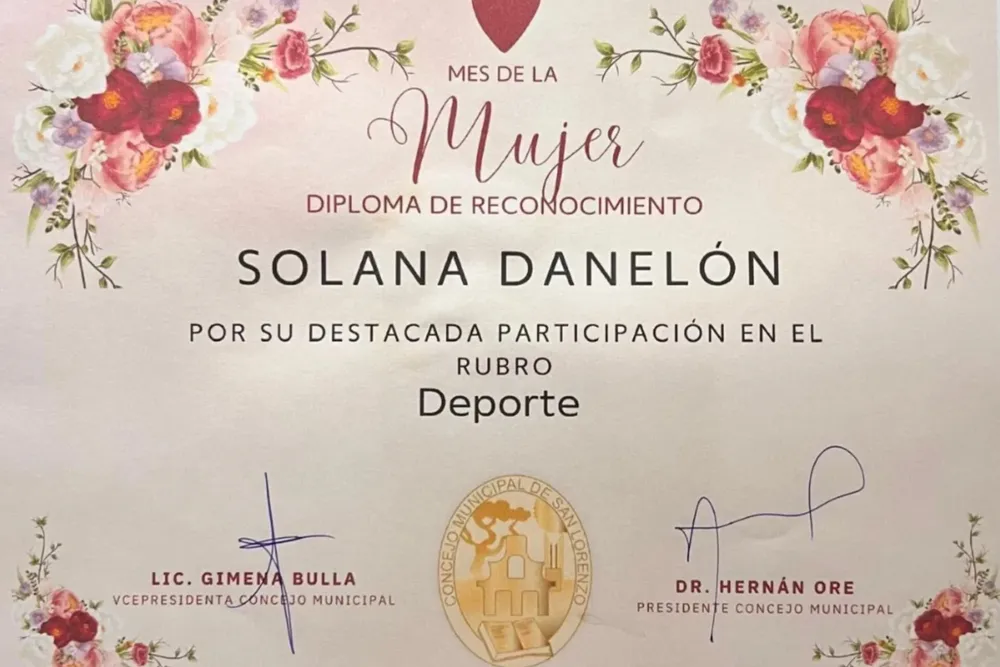 MES DE LA
Mujer
DIPLOMA DE RECONOCIMIENTO
SOLANA DANELÓN
POR SU DESTACADA PARTICIPACIÓN EN EL
RUBRO
Deporte
CONCEJO MUNICIPAL DE SAN LORENZO
LIC. GIMENA BULLA
VCEPRESIDENTA CONCEJO MUNICIPAL
DR. HERNÁN ORE
PRESIDENTE CONCEJO MUNICIPAL